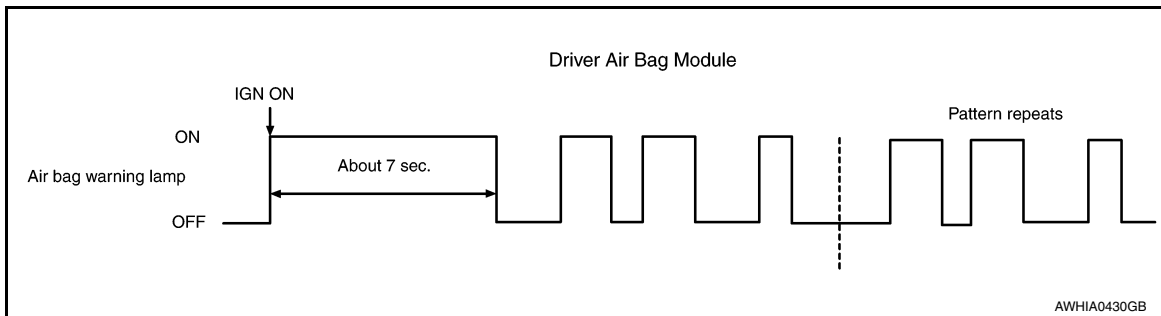 Driver Air Bag Module
IGN ON
Pattern repeats
ON
About 7 sec.
Air bag warning lamp
OFF
AWHIA0430GB